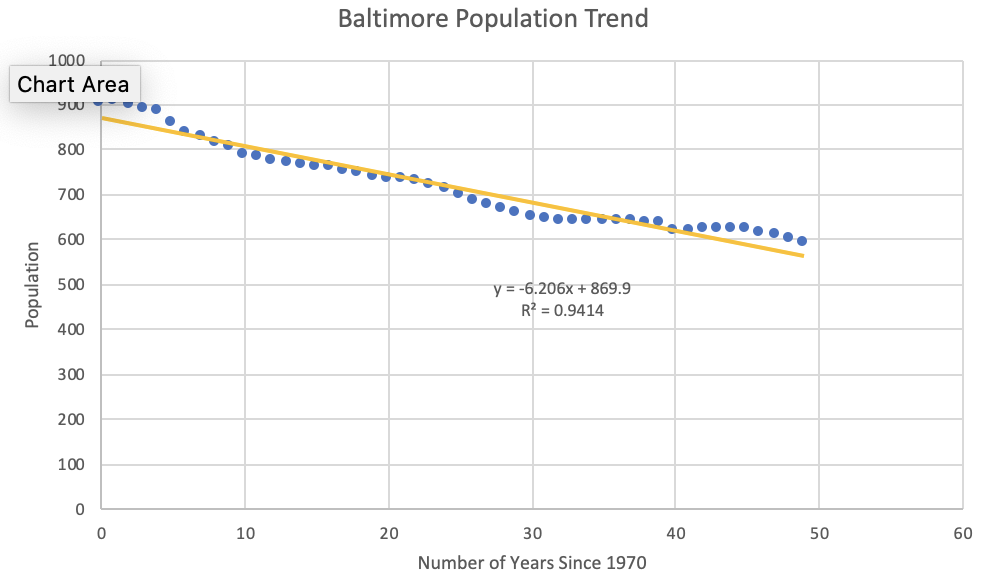 Baltimore Population Trend
1000
Chart Area
900
800
700
600
500
400
300
200
100
0
Population
y = -6.206x + 869.9
R² = 0.9414
0 10 20 30 40 50 60
Number of Years Since 1970